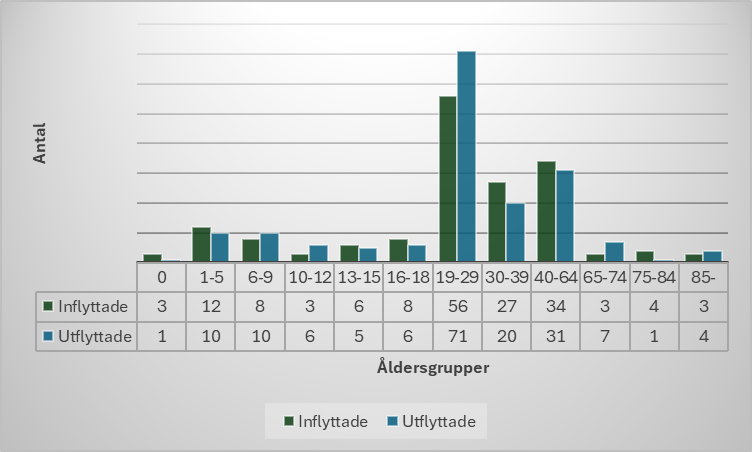 Antal
0 1-5 6-9 10-12 13-15 16-18 19-29 30-39 40-64 65-74 75-84 85-
Inflyttade 3 12 8 3 6 8 56 27 34 3 4 3
Utflyttade 1 10 10 6 5 6 71 20 31 7 1 4
Åldersgrupper
Inflyttade Utflyttade